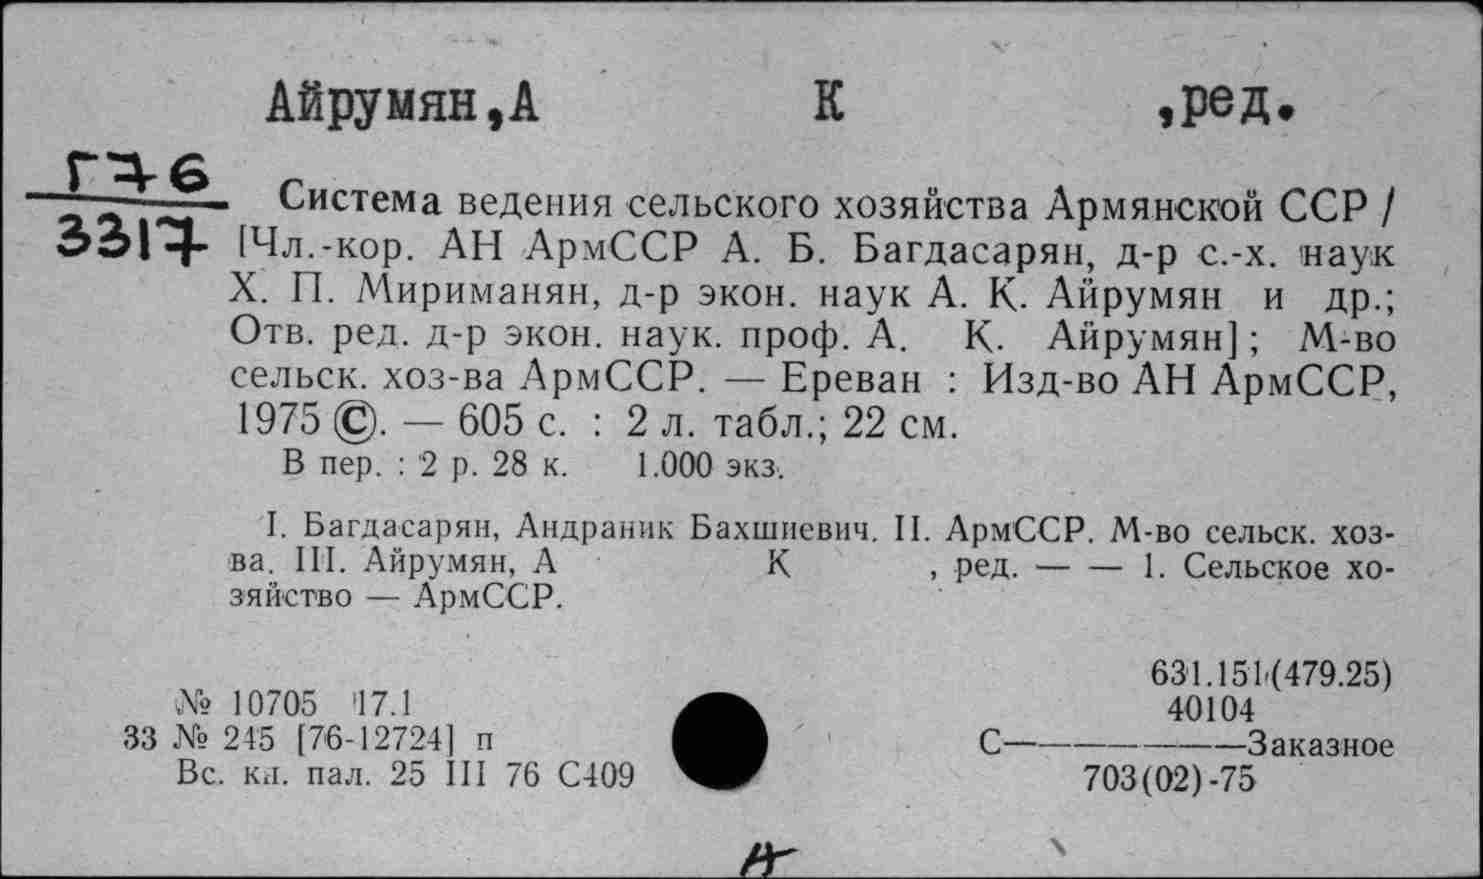 Айрумян,А К ,ред.
Г76
3317
Система ведения сельского хозяйства Армянской ССР /
[Чл.-кор. АН АрмССР А. Б. Багдасарян, д-р с.-х. наук
Х. П. Мириманян, д-р экон. наук А. К. Айрумян и др.;
Отв. ред. д-р экон. наук. проф. А. К. Айрумян] ; М-во
сельск. хоз-ва АрмССР. — Ереван : Изд-во АН АрмССР,
1975 ©. — 605 с. : 2 л. табл.; 22 см.
В пер. : 2 р. 28 к. 1.000 экз.
I. Багдасарян, Андраник Бахшиевич. II. АрмССР. М-во сельск. хоз-
ва. III. Айрумян, А К , ред. — — 1. Сельское хо-
зяйство — АрмССР.
631.151(479.25)
№ 10705 17.1
40104
33 № 245 [76-12724] п
С————Заказное
Вс. кн. пал. 25 III 76 С409
703(02)-75